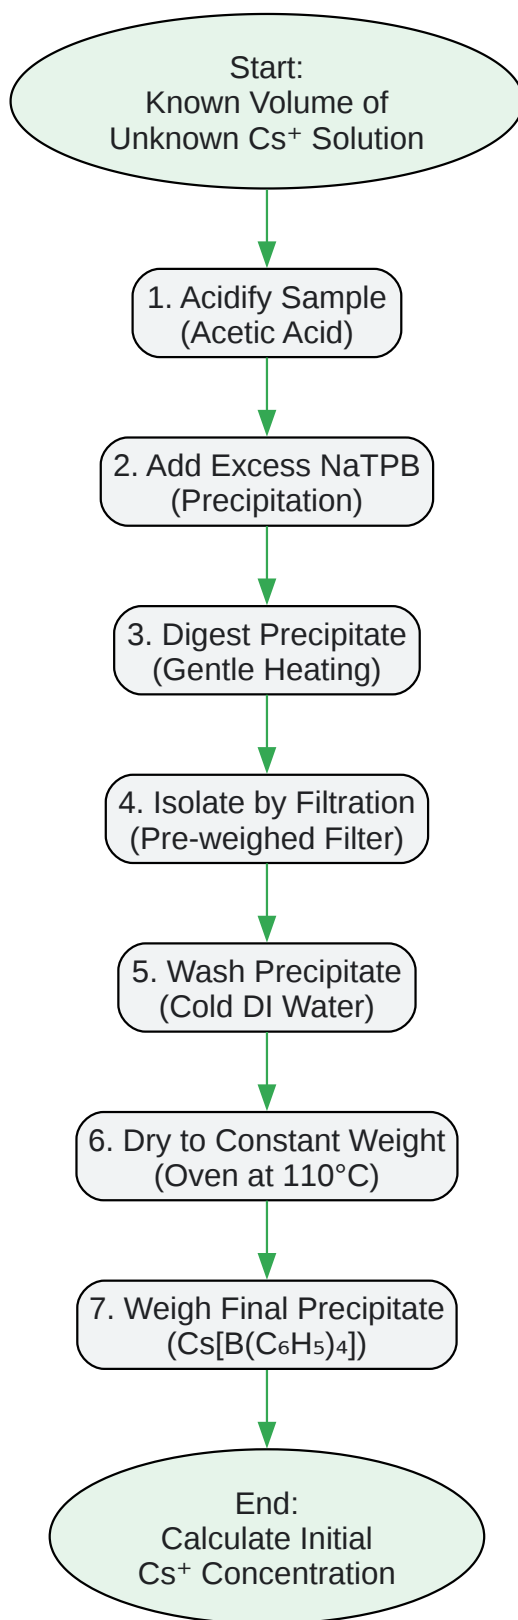 Start:
Known Volume of
Unknown Cs⁺ Solution
1. Acidify Sample
(Acetic Acid)
2. Add Excess NaTPB
(Precipitation)
3. Digest Precipitate
(Gentle Heating)
4. Isolate by Filtration
(Pre-weighed Filter)
5. Wash Precipitate
(Cold DI Water)
6. Dry to Constant Weight
(Oven at 110°C)
7. Weigh Final Precipitate
(Cs[B(C₆H₅)₄])
End:
Calculate Initial
Cs⁺ Concentration